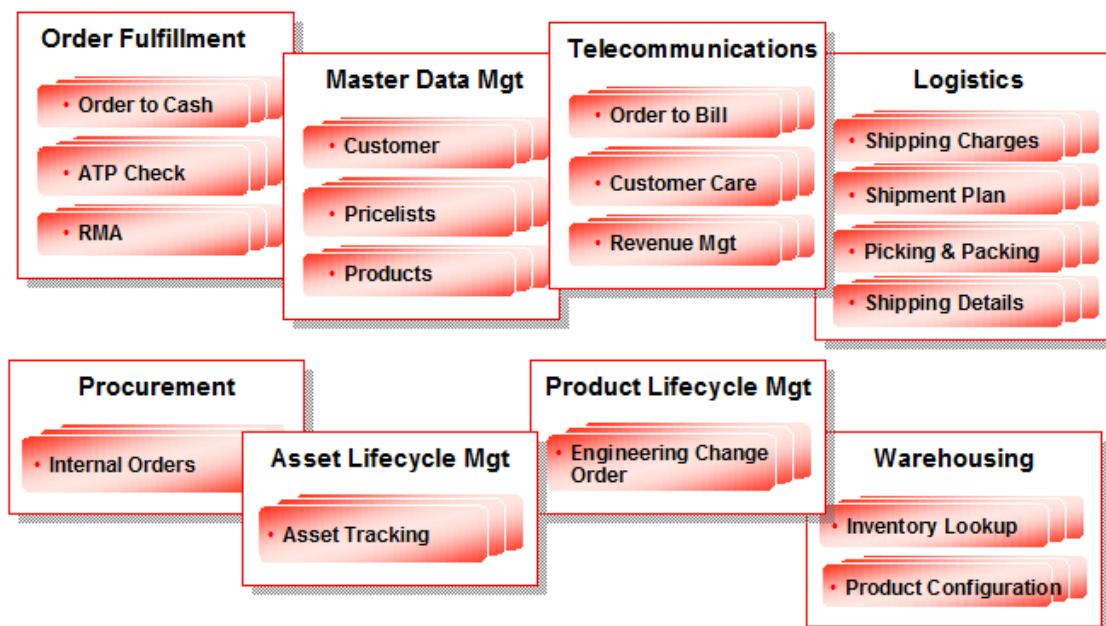 Order Fulfillment
• Order to Cash
• ATP Check
• RMA
Master Data Mgt
• Customer
• Pricelists
• Products
Telecommunications
• Order to Bill
• Customer Care
• Revenue Mgt
Logistics
• Shipping Charges
• Shipment Plan
• Picking & Packing
• Shipping Details
Procurement
• Internal Orders
Asset Lifecycle Mgt
• Asset Tracking
Product Lifecycle Mgt
• Engineering Change
Order
Warehousing
• Inventory Lookup
• Product Configuration